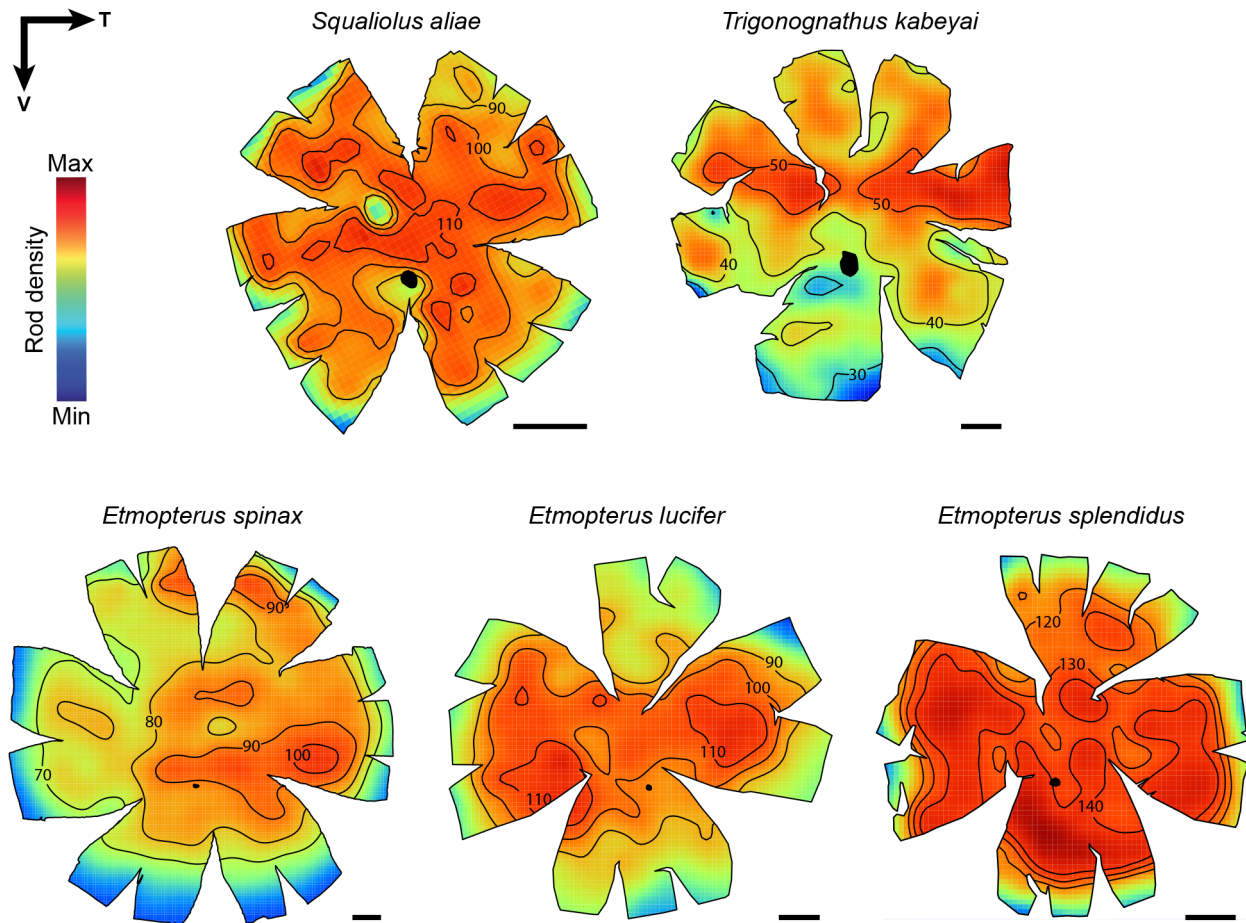 T
V
Squaliolus aliae
Trigonognathus kabeyai
Rod density
Max
Min
90
100
110
50
50
40
40
30
Etmopterus spinax
Etmopterus lucifer
Etmopterus splendidus
90
80
90
100
70
90
100
110
110
120
130
140